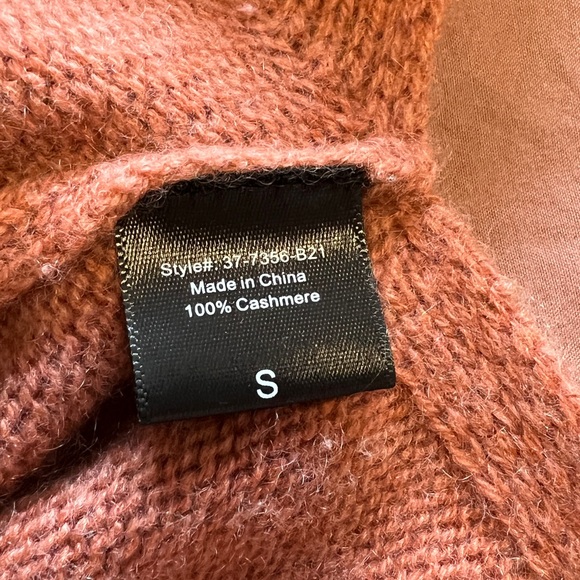 Style#: 37-7356-B21
Made in China
100% Cashmere
S